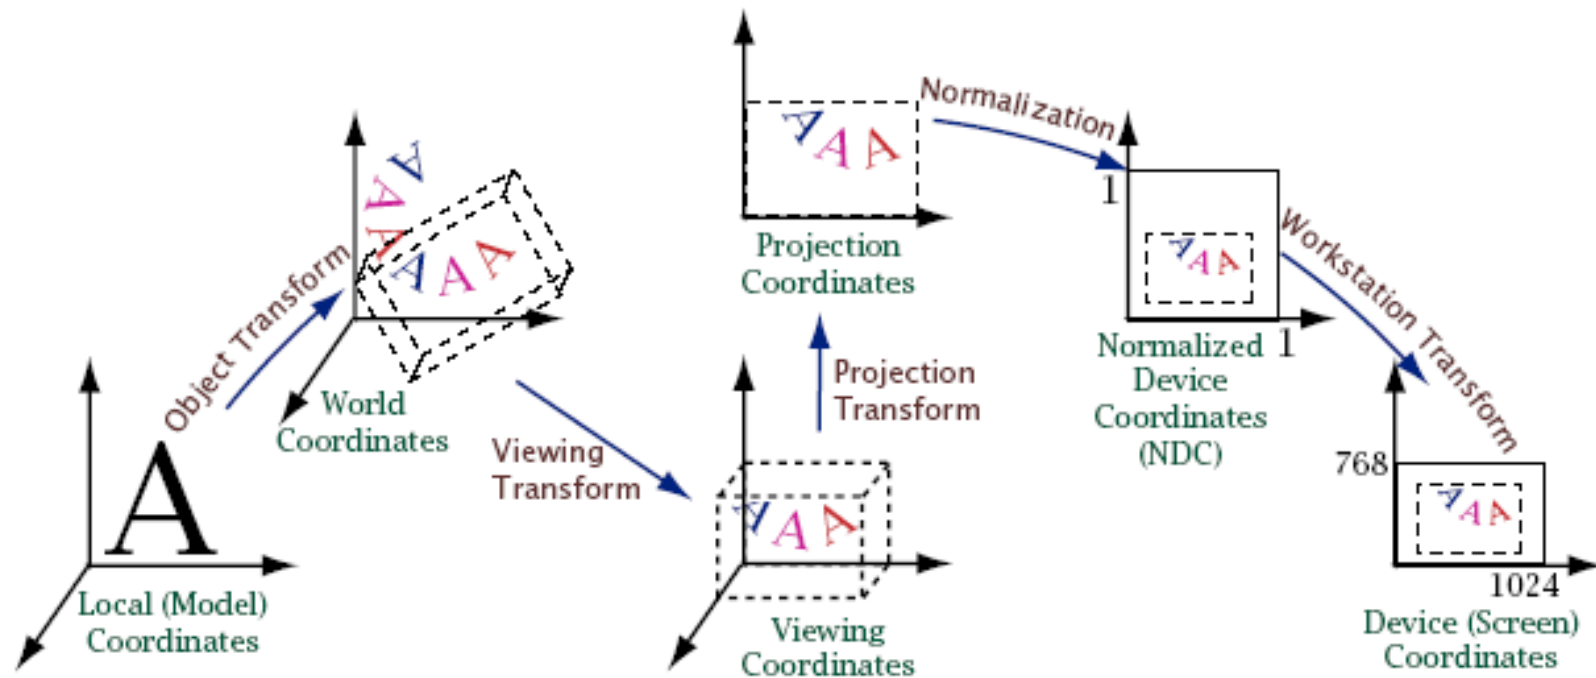 A
Local (Model)
Coordinates
Object Transform
A
A
A
A A A
World
Coordinates
Viewing
Transform
A A A
Viewing
Coordinates
Projection
Transform
A A A
Projection
Coordinates
Normalization
1
A A A
1
Normalized
Device
Coordinates
(NDC)
Workstation Transform
768
A A A
1024
Device (Screen)
Coordinates